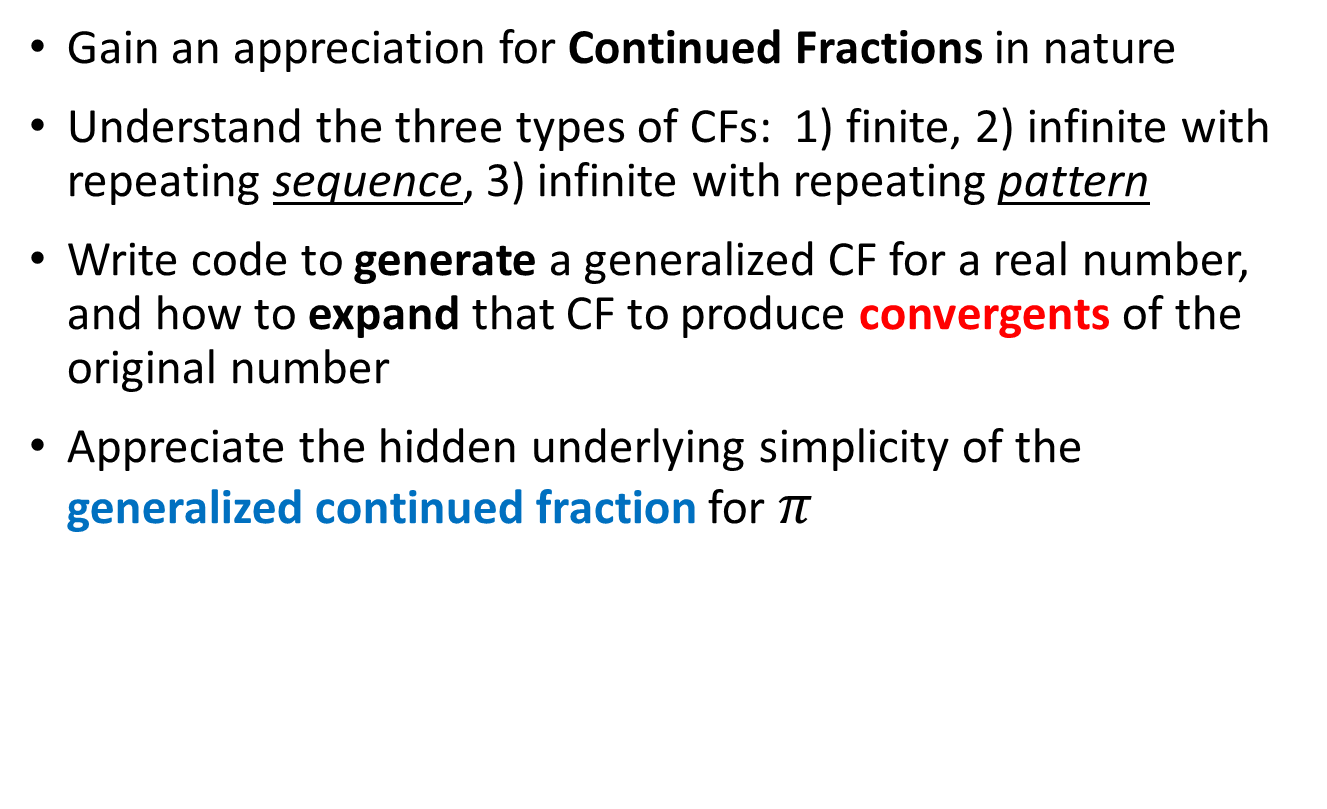 • Gain an appreciation for Continued Fractions in nature
• Understand the three types of CFs:  1) finite, 2) infinite with
repeating sequence, 3) infinite with repeating pattern
• Write code to generate a generalized CF for a real number,
and how to expand that CF to produce convergents of the
original number
• Appreciate the hidden underlying simplicity of the
generalized continued fraction for 𝜋